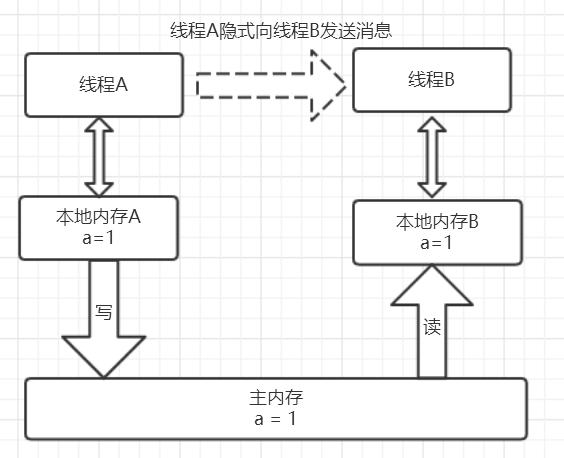 线程A隐式向线程B发送消息
线程A
线程B
本地内存A
a=1
本地内存B
a=1
写
读
主内存
a = 1